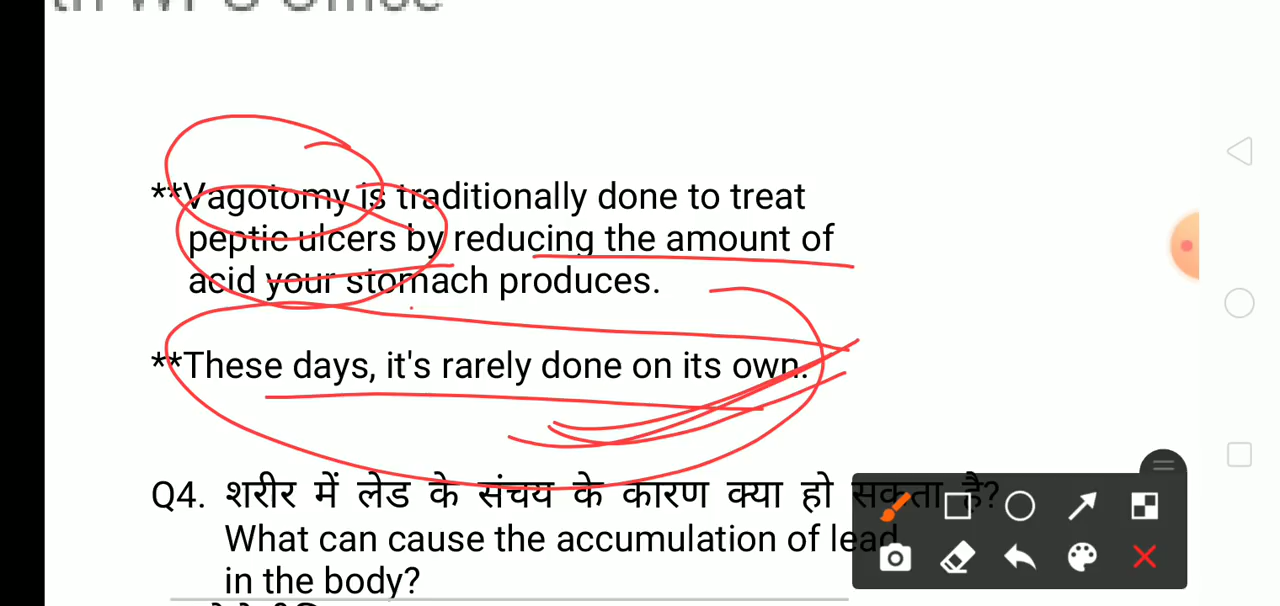 **Vagotomy is traditionally done to treat
peptic ulcers by reducing the amount of
acid your stomach produces.
**These days, it's rarely done on its own.
Q4. शरीर में लेड के संचय के कारण क्या हो सकता है?
What can cause the accumulation of lead
in the body?